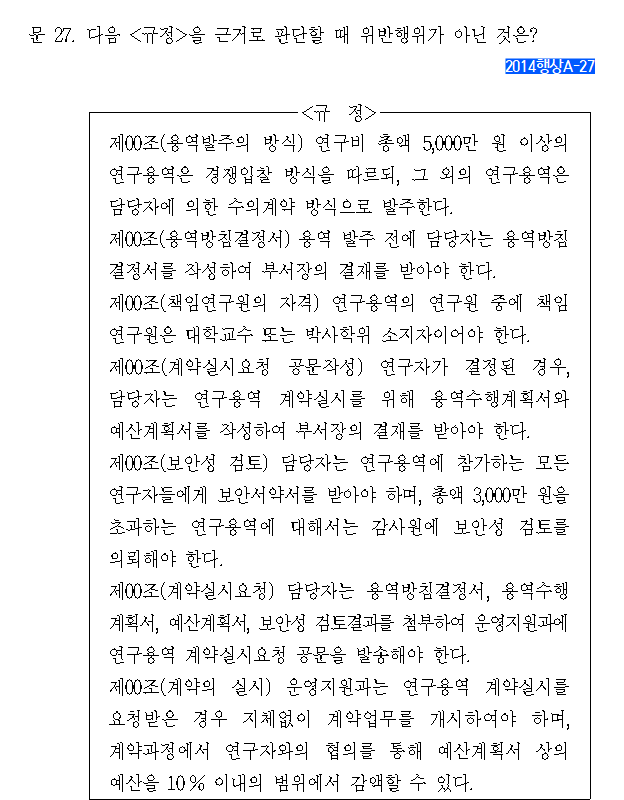 문 27. 다음 <규정>을 근거로 판단할 때 위반행위가 아닌 것은?
2014행상A-27
<규 정>
제00조(용역발주의 방식) 연구비 총액 5,000만 원 이상의
연구용역은 경쟁입찰 방식을 따르되, 그 외의 연구용역은
담당자에 의한 수의계약 방식으로 발주한다.
제00조(용역방침결정서) 용역 발주 전에 담당자는 용역방침
결정서를 작성하여 부서장의 결재를 받아야 한다.
제00조(책임연구원의 자격) 연구용역의 연구원 중에 책임
연구원은 대학교수 또는 박사학위 소지자이어야 한다.
제00조(계약실시요청 공문작성) 연구자가 결정된 경우,
담당자는 연구용역 계약실시를 위해 용역수행계획서와
예산계획서를 작성하여 부서장의 결재를 받아야 한다.
제00조(보안성 검토) 담당자는 연구용역에 참가하는 모든
연구자들에게 보안서약서를 받아야 하며, 총액 3,000만 원을
초과하는 연구용역에 대해서는 감사원에 보안성 검토를
의뢰해야 한다.
제00조(계약실시요청) 담당자는 용역방침결정서, 용역수행
계획서, 예산계획서, 보안성 검토결과를 첨부하여 운영지원과에
연구용역 계약실시요청 공문을 발송해야 한다.
제00조(계약의 실시) 운영지원과는 연구용역 계약실시를
요청받은 경우 지체없이 계약업무를 개시하여야 하며,
계약과정에서 연구자와의 협의를 통해 예산계획서 상의
예산을 10% 이내의 범위에서 감액할 수 있다.